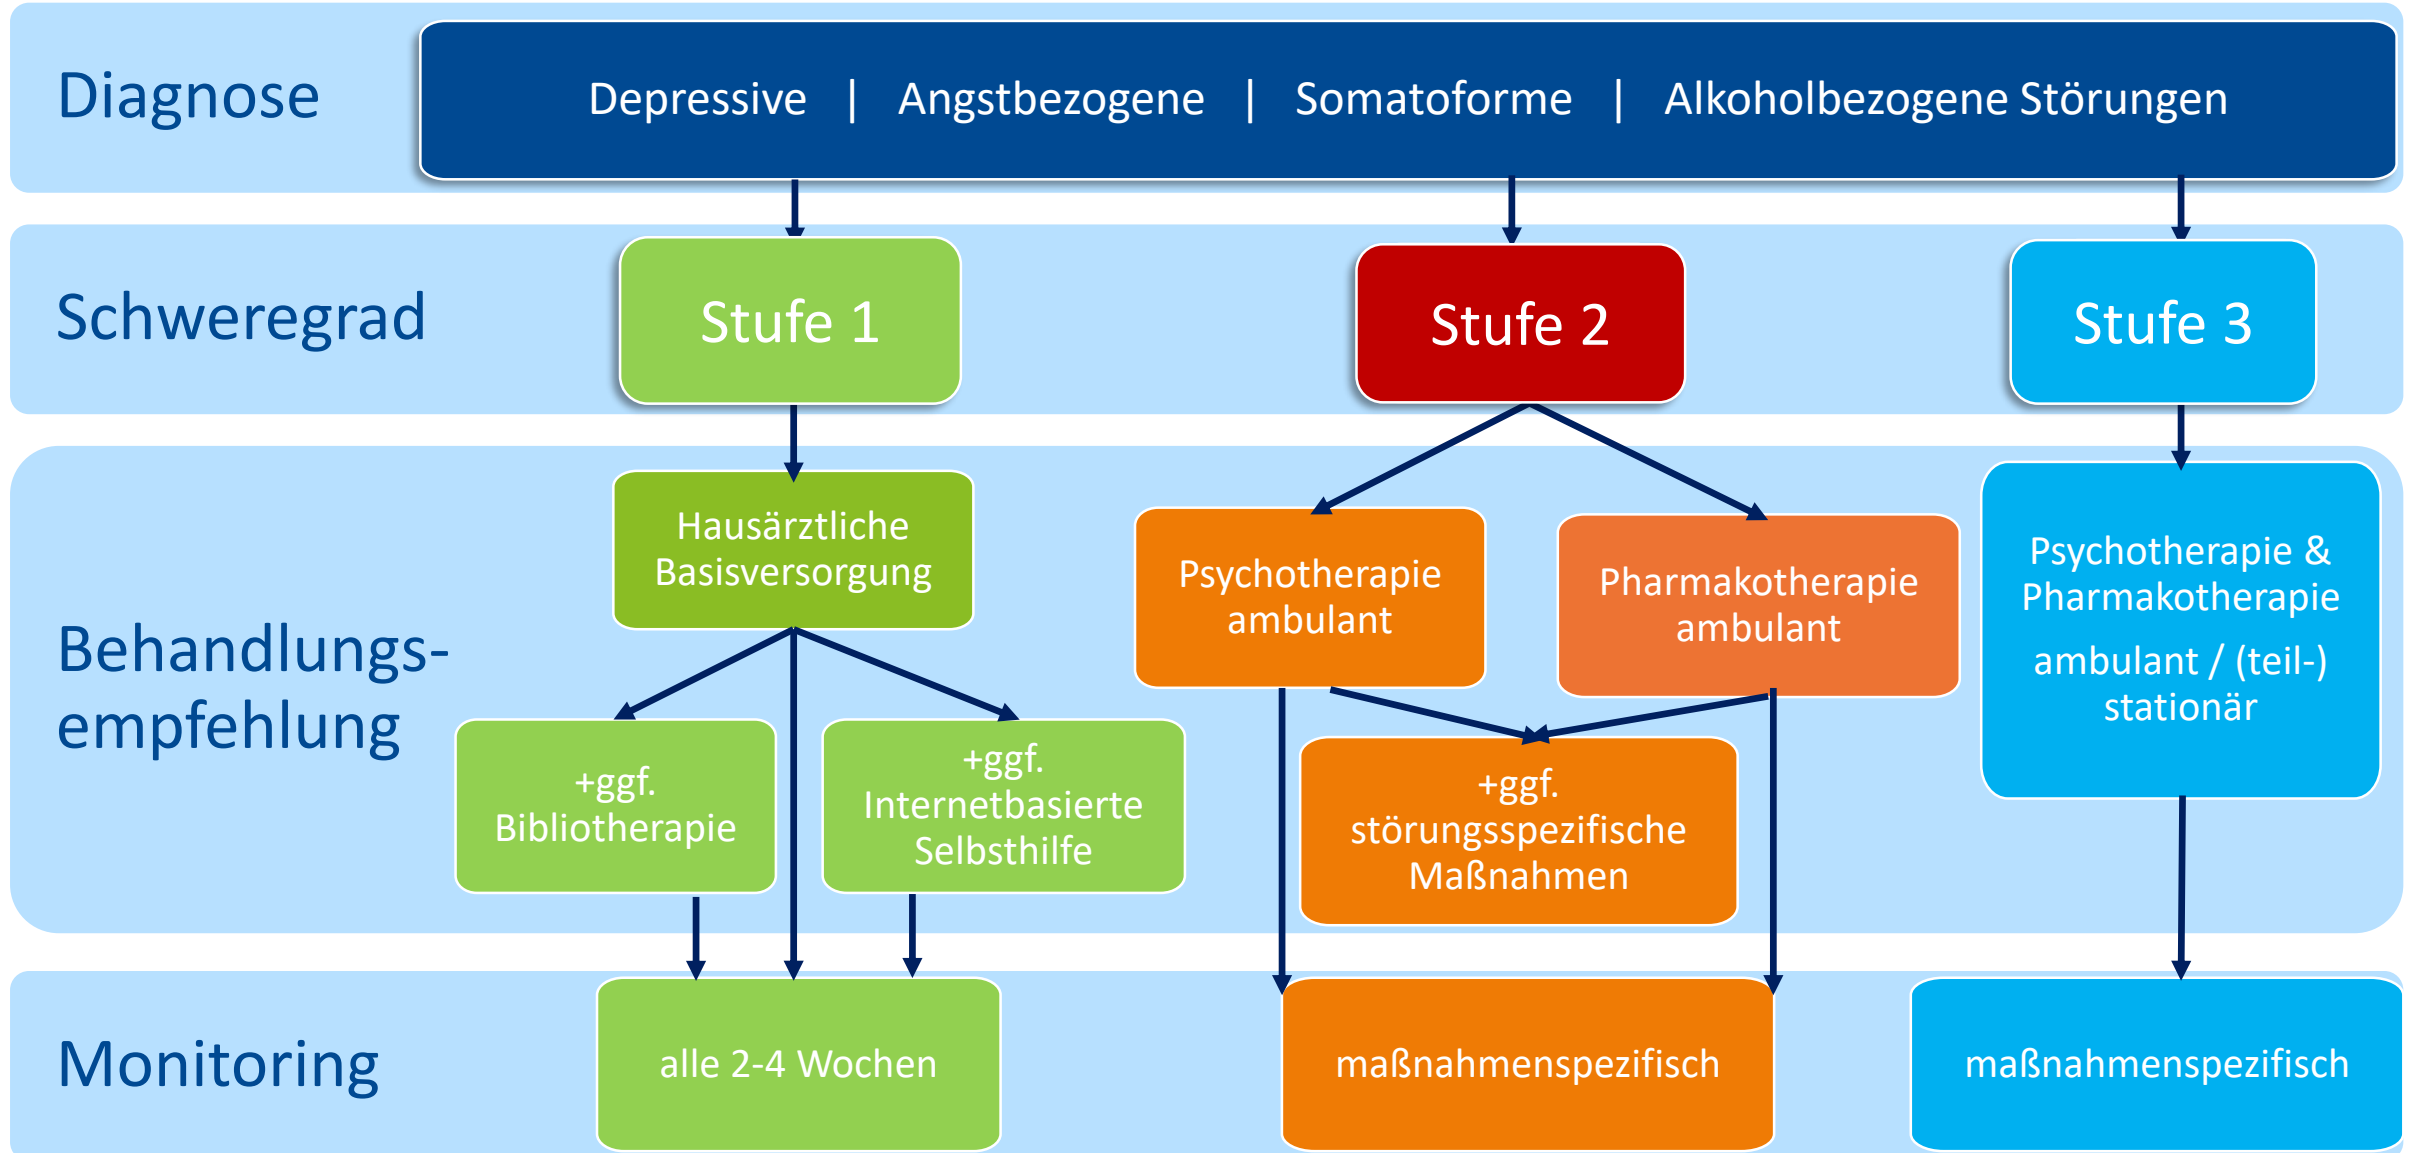 Diagnose
Depressive | Angstbezogene | Somatoforme | Alkoholbezogene Störungen
Schweregrad
Stufe 1
Stufe 2
Stufe 3
Behandlungs-
empfehlung
Hausärztliche
Basisversorgung
+ggf.
Bibliotherapie
+ggf.
Internetbasierte
Selbsthilfe
Psychotherapie
ambulant
Pharmakotherapie
ambulant
+ggf.
störungsspezifische
Maßnahmen
Psychotherapie &
Pharmakotherapie
ambulant / (teil-)
stationär
Monitoring
alle 2-4 Wochen
maßnahmenspezifisch
maßnahmenspezifisch